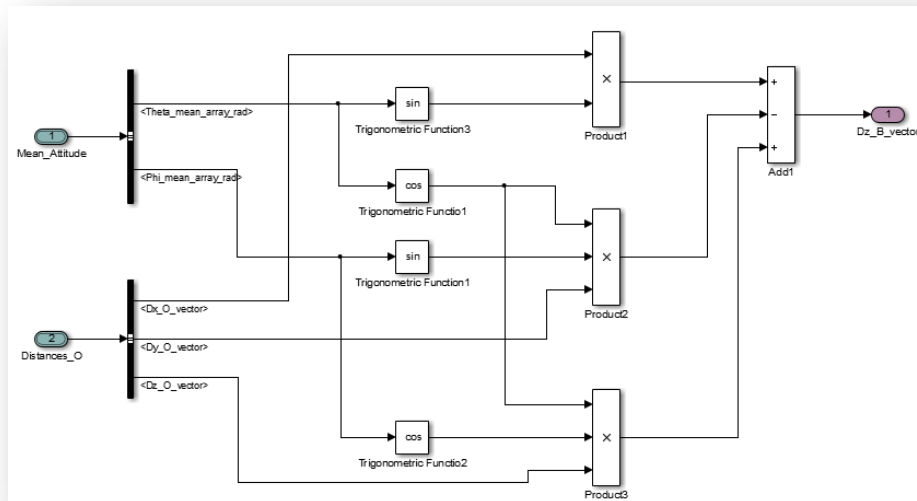 ×
+
<Theta_mean_array_rad>
sin
−
1
1
Trigonometric Function3
Product1
Dz_B_vector
Mean_Attitude
+
<Phi_mean_array_rad>
cos
Add1
Trigonometric Functio1
sin
×
Trigonometric Function1
<Dx_O_vector>
Product2
2
<Dy_O_vector>
Distances_O
<Dz_O_vector>
cos
×
Trigonometric Functio2
Product3